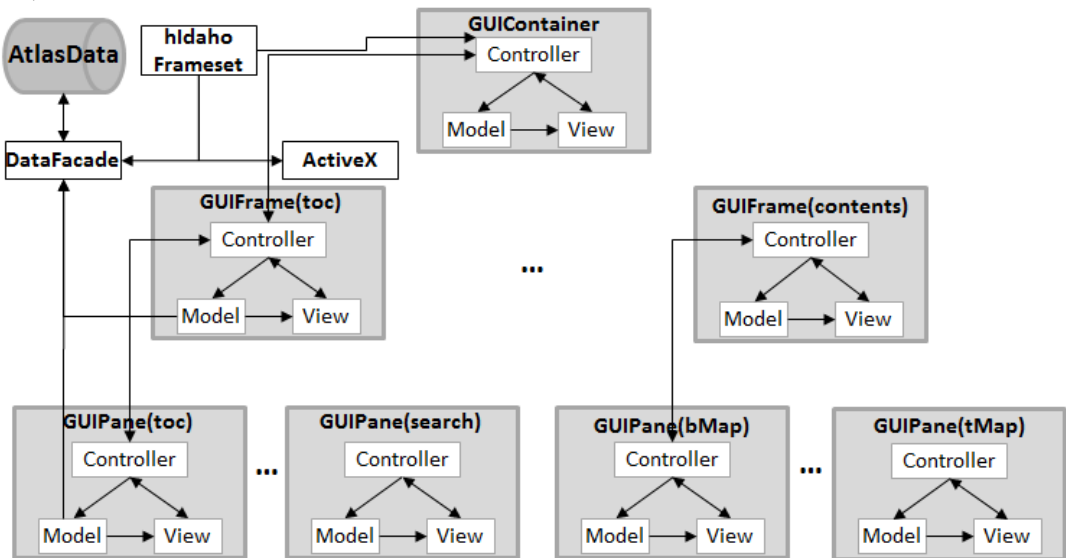 GUIContainer
hIdaho
Frameset
AtlasData
Controller
Model
View
DataFacade
ActiveX
GUIFrame(toc)
Controller
Model
View
...
GUIFrame(contents)
Controller
Model
View
GUIPane(toc)
Controller
Model
View
...
GUIPane(search)
Controller
Model
View
GUIPane(bMap)
Controller
Model
View
...
GUIPane(tMap)
Controller
Model
View